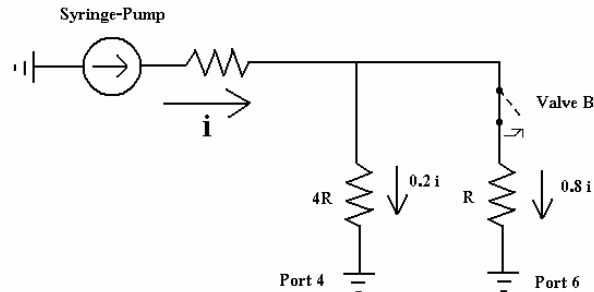 Syringe-Pump
Valve B
i
4R
0.2 i
R
0.8 i
Port 4
Port 6